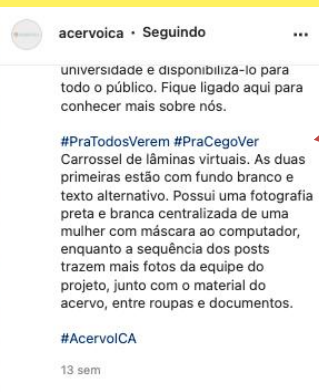 acervoica • Seguindo
universidade e disponibilizá-lo para
todo o público. Fique ligado aqui para
conhecer mais sobre nós.
#PraTodosVerem #PraCegoVer
Carrossel de lâminas virtuais. As duas
primeiras estão com fundo branco e
texto alternativo. Possui uma fotografia
preta e branca centralizada de uma
mulher com máscara ao computador,
enquanto a sequência dos posts
trazem mais fotos da equipe do
projeto, junto com o material do
acervo, entre roupas e documentos.
#AcervoICA
13 sem